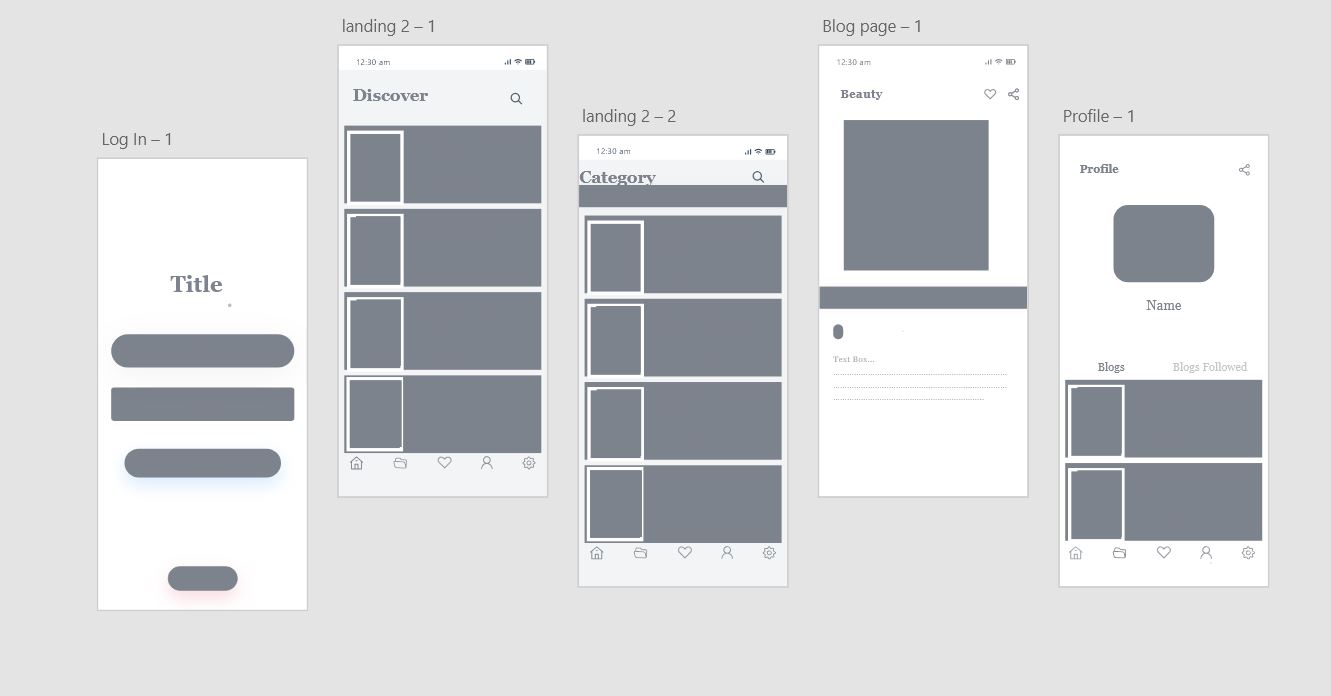 Log In – 1
Title
landing 2 – 1
12:30 am
Discover
landing 2 – 2
12:30 am
Category
Blog page – 1
12:30 am
Beauty
Text Box...
Profile – 1
Profile
Name
Blogs
Blogs Followed